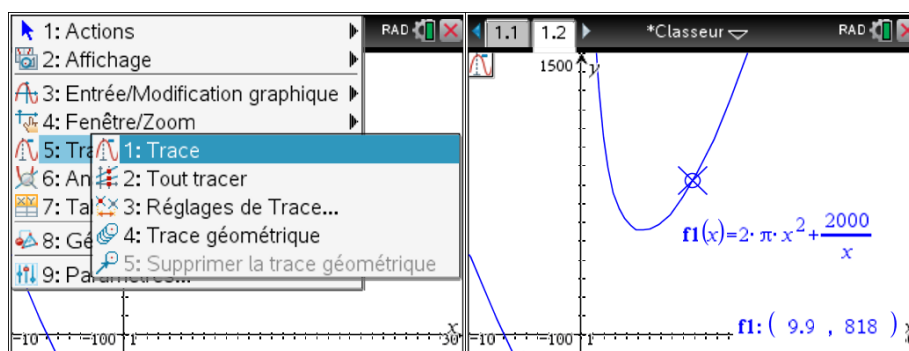 1: Actions
RAD
2: Affichage
3: Entrée/Modification graphique
4: Fenêtre/Zoom
5: Tra
1: Trace
6: An
2: Tout tracer
7: Ta
3: Réglages de Trace...
8: Gé
4: Trace géométrique
5: Supprimer la trace géométrique
9: Paramètres...
x
-10
-100
1
30
1.1
1.2
*Classeur
RAD
1500
y
f1(x)=2·π·x²+2000/x
f1: ( 9.9 , 818 )
-10
-100
1